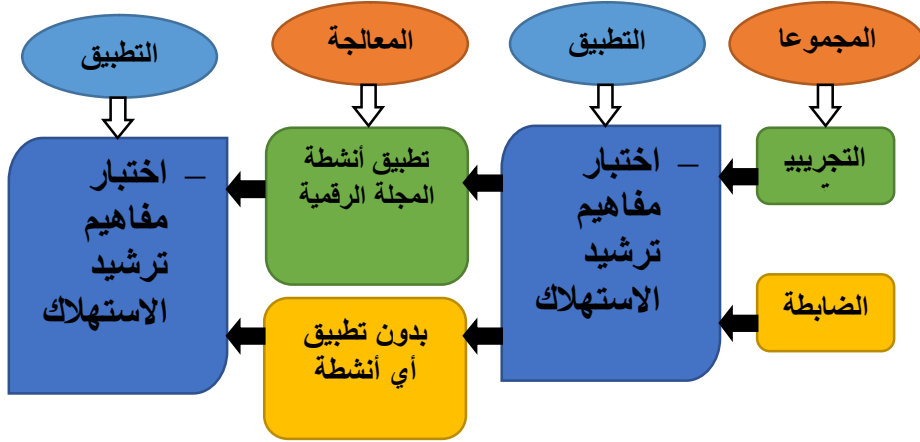 المجموعا
التطبيق
المعالجة
التطبيق
التجريبي
– اختبار
مفاهيم
ترشيد
الاستهلاك
تطبيق أنشطة
المجلة الرقمية
– اختبار
مفاهيم
ترشيد
الاستهلاك
الضابطة
بدون تطبيق
أي أنشطة